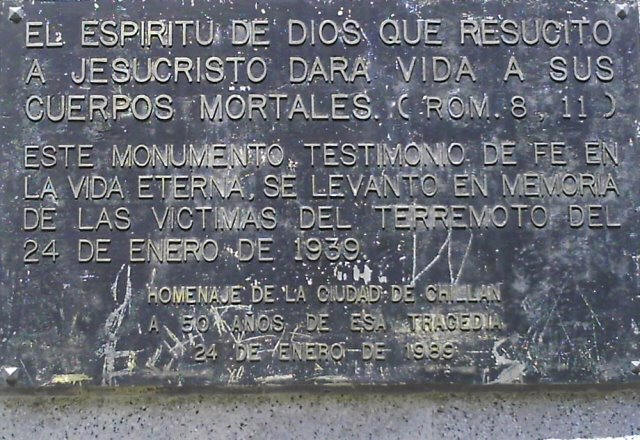 EL ESPIRITU DE DIOS QUE RESUCITO
A JESUCRISTO DARA VIDA A SUS
CUERPOS MORTALES. (ROM. 8, 11)
ESTE MONUMENTO, TESTIMONIO DE FE EN
LA VIDA ETERNA, SE LEVANTO EN MEMORIA
DE LAS VICTIMAS DEL TERREMOTO DEL
24 DE ENERO DE 1939.
HOMENAJE DE LA CIUDAD DE CHILLAN
A 50 AÑOS DE ESA TRAGEDIA
24 DE ENERO DE 1989